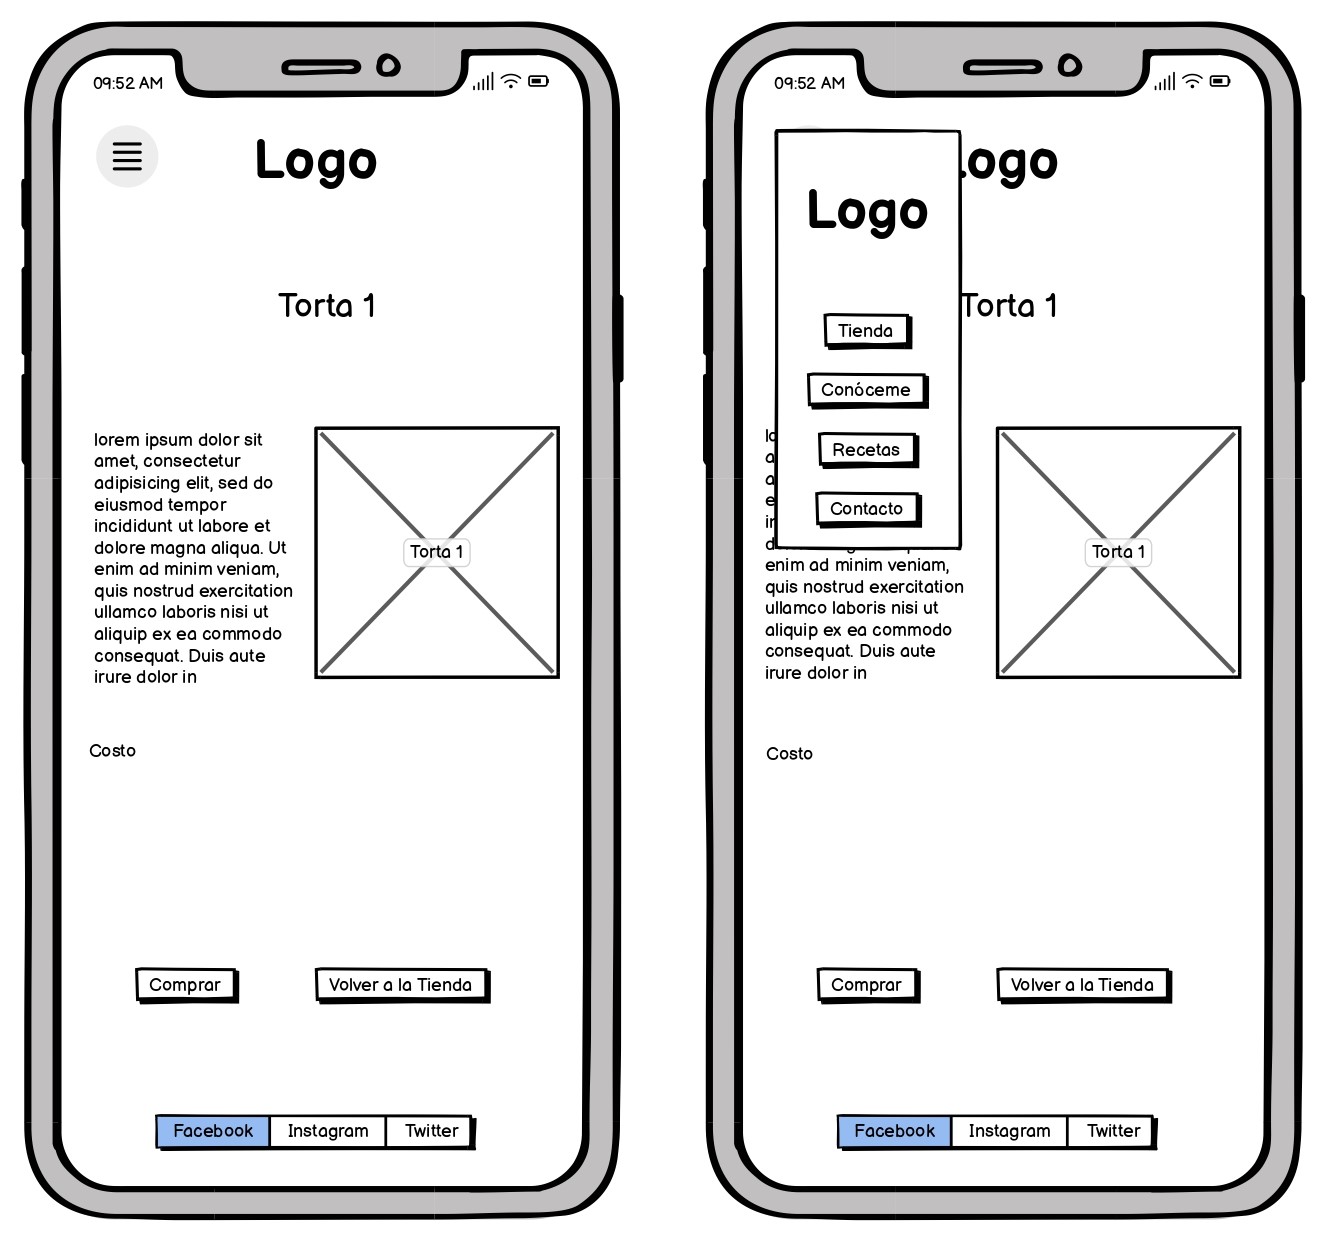 09:52 AM
Logo
Torta 1
lorem ipsum dolor sit
amet, consectetur
adipisicing elit, sed do
eiusmod tempor
incididunt ut labore et
dolore magna aliqua. Ut
enim ad minim veniam,
quis nostrud exercitation
ullamco laboris nisi ut
aliquip ex ea commodo
consequat. Duis aute
irure dolor in
Torta 1
Costo
Comprar
Volver a la Tienda
Facebook Instagram Twitter
09:52 AM
Logo
Logo
Torta 1
Tienda
Conóceme
Recetas
Contacto
enim ad minim veniam,
quis nostrud exercitation
ullamco laboris nisi ut
aliquip ex ea commodo
consequat. Duis aute
irure dolor in
Torta 1
Costo
Comprar
Volver a la Tienda
Facebook Instagram Twitter